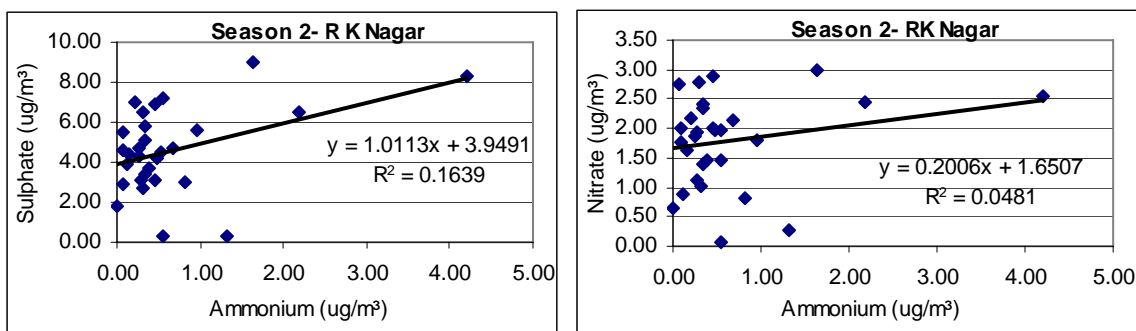 Season 2- R K Nagar
10.00
8.00
6.00
4.00
2.00
0.00
Sulphate (ug/m³)
y = 1.0113x + 3.9491
R² = 0.1639
0.00 1.00 2.00 3.00 4.00 5.00
Ammonium (ug/m³)
Season 2- RK Nagar
3.50
3.00
2.50
2.00
1.50
1.00
0.50
0.00
Nitrate (ug/m³)
y = 0.2006x + 1.6507
R² = 0.0481
0.00 1.00 2.00 3.00 4.00 5.00
Ammonium (ug/m³)